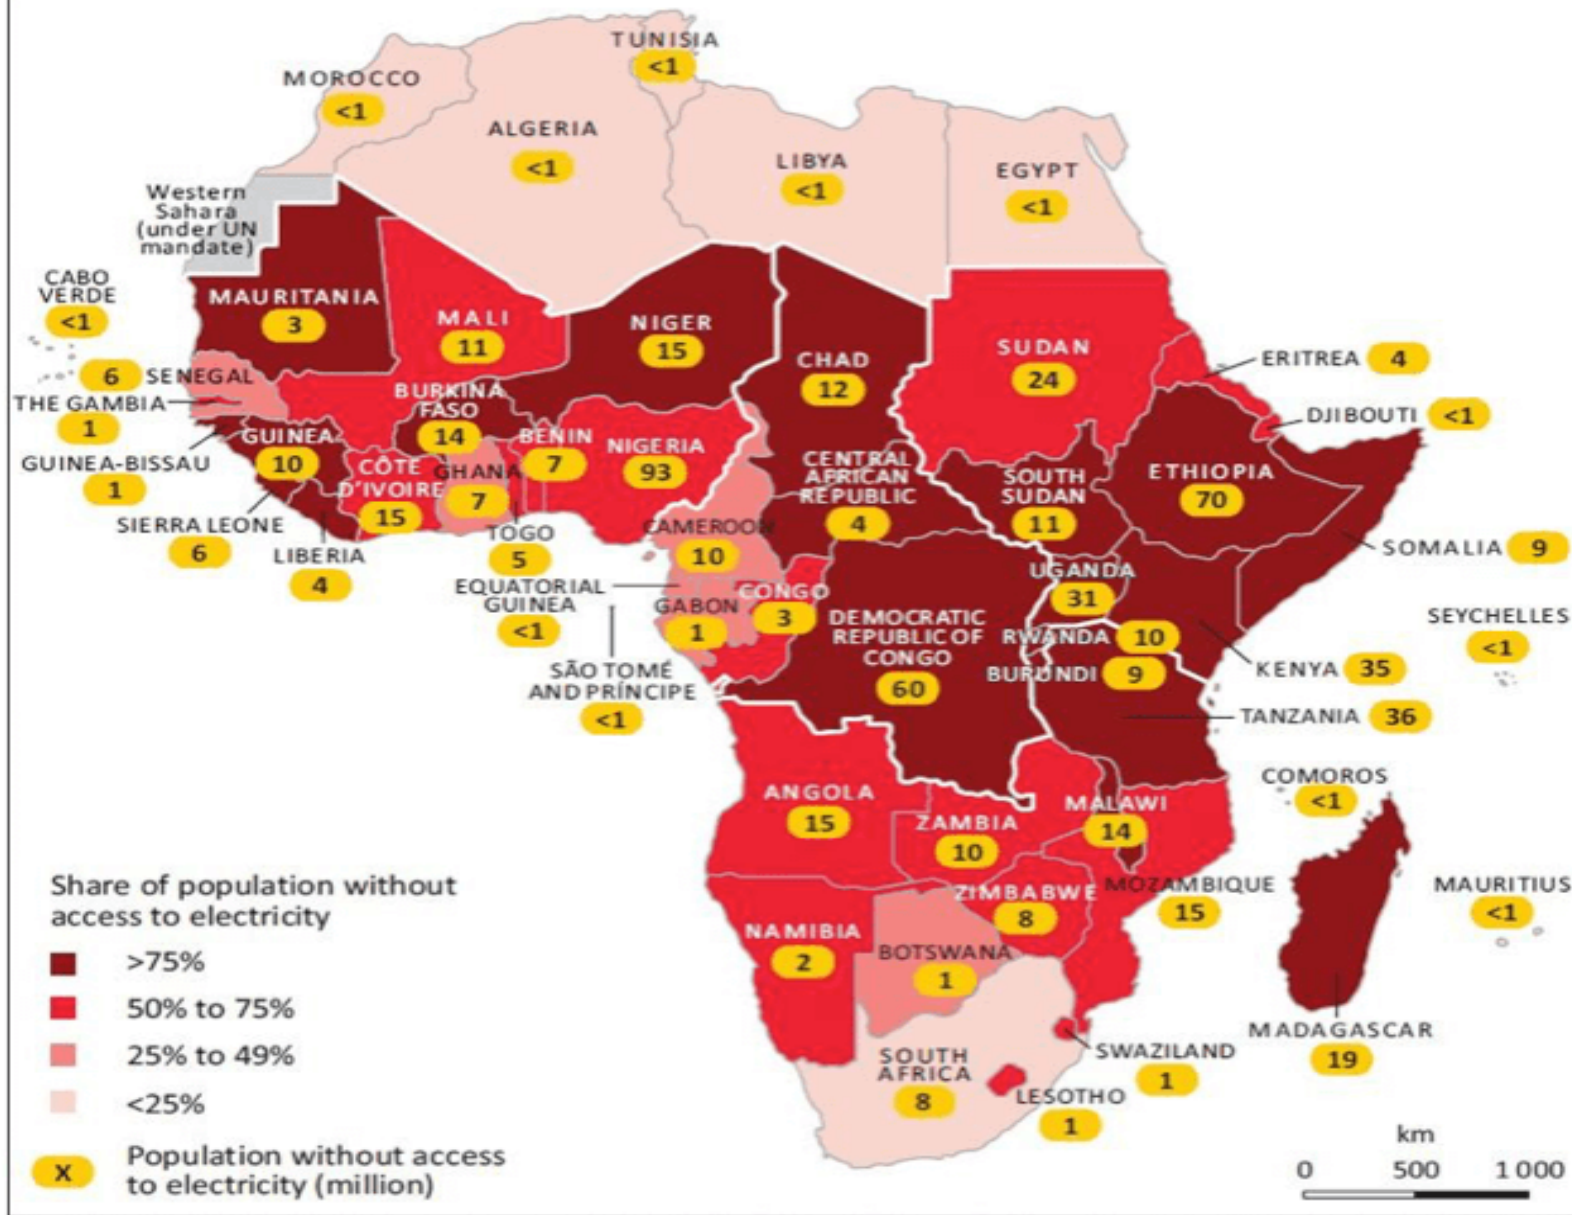 TUNISIA
<1
MOROCCO
<1
ALGERIA
<1
LIBYA
<1
EGYPT
<1
Western
Sahara
(under UN
mandate)
CABO
VERDE
<1
MAURITANIA
3
MALI
11
NIGER
15
CHAD
12
SUDAN
24
ERITREA 4
6 SENEGAL
THE GAMBIA
1
BURKINA
FASO
14
DJIBOUTI <1
GUINEA
10
GUINEA-BISSAU
1
CÔTE
D'IVOIRE
15
GHANA
7
BENIN
7
NIGERIA
93
CENTRAL
AFRICAN
REPUBLIC
4
SOUTH
SUDAN
11
ETHIOPIA
70
SIERRA LEONE
6
LIBERIA
4
TOGO
5
CAMEROON
10
SOMALIA 9
EQUATORIAL
GUINEA
<1
GABON
1
CONGO
3
DEMOCRATIC
REPUBLIC OF
CONGO
60
UGANDA
31
RWANDA 10
BURUNDI 9
SEYCHELLES
<1
KENYA 35
SÃO TOMÉ
AND PRÍNCIPE
<1
TANZANIA 36
ANGOLA
15
ZAMBIA
10
MALAWI
14
COMOROS
<1
MOZAMBIQUE
15
MAURITIUS
<1
ZIMBABWE
8
NAMIBIA
2
BOTSWANA
1
MADAGASCAR
19
SOUTH
AFRICA
8
SWAZILAND
1
LESOTHO
1
Share of population without
access to electricity
>75%
50% to 75%
25% to 49%
<25%
X Population without access
to electricity (million)
km
0 500 1 000